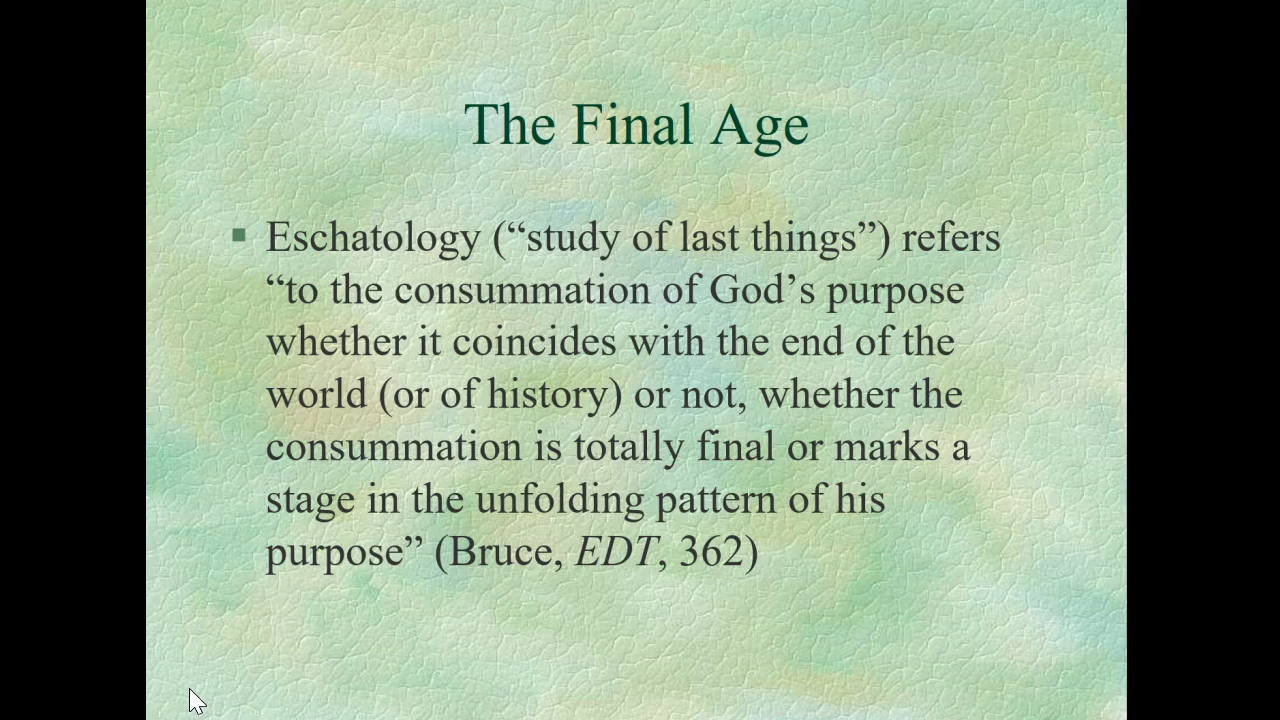 The Final Age
Eschatology (“study of last things”) refers
“to the consummation of God’s purpose
whether it coincides with the end of the
world (or of history) or not, whether the
consummation is totally final or marks a
stage in the unfolding pattern of his
purpose” (Bruce, EDT, 362)